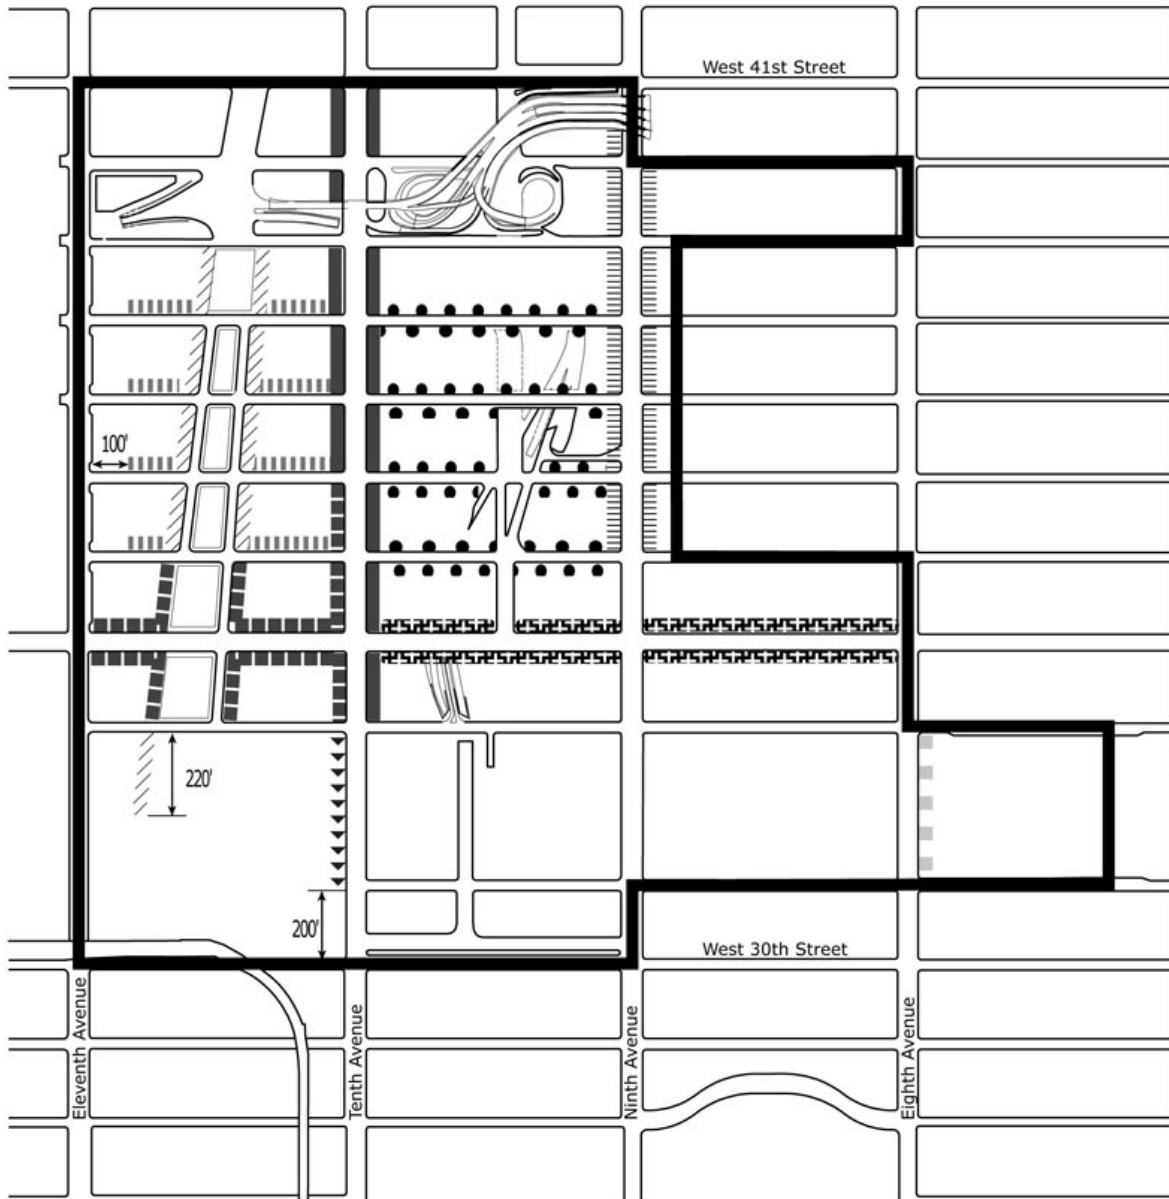 West 41st Street
100'
220'
200'
West 30th Street
Eleventh Avenue
Tenth Avenue
Ninth Avenue
Eighth Avenue